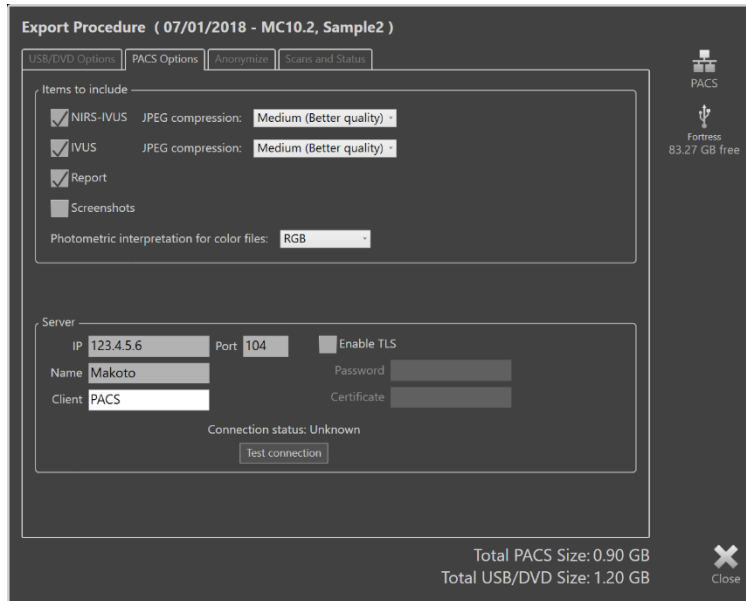 Export Procedure ( 07/01/2018 - MC10.2, Sample2 )
USB/DVD Options PACS Options Anonymize Scans and Status
PACS
Fortress
83.27 GB free
Items to include
NIRS-IVUS JPEG compression: Medium (Better quality)
IVUS JPEG compression: Medium (Better quality)
Report
Screenshots
Photometric interpretation for color files: RGB
Server
IP 123.4.5.6 Port 104 Enable TLS
Name Makoto Password
Client PACS Certificate
Connection status: Unknown
Test connection
Total PACS Size: 0.90 GB
Total USB/DVD Size: 1.20 GB
Close